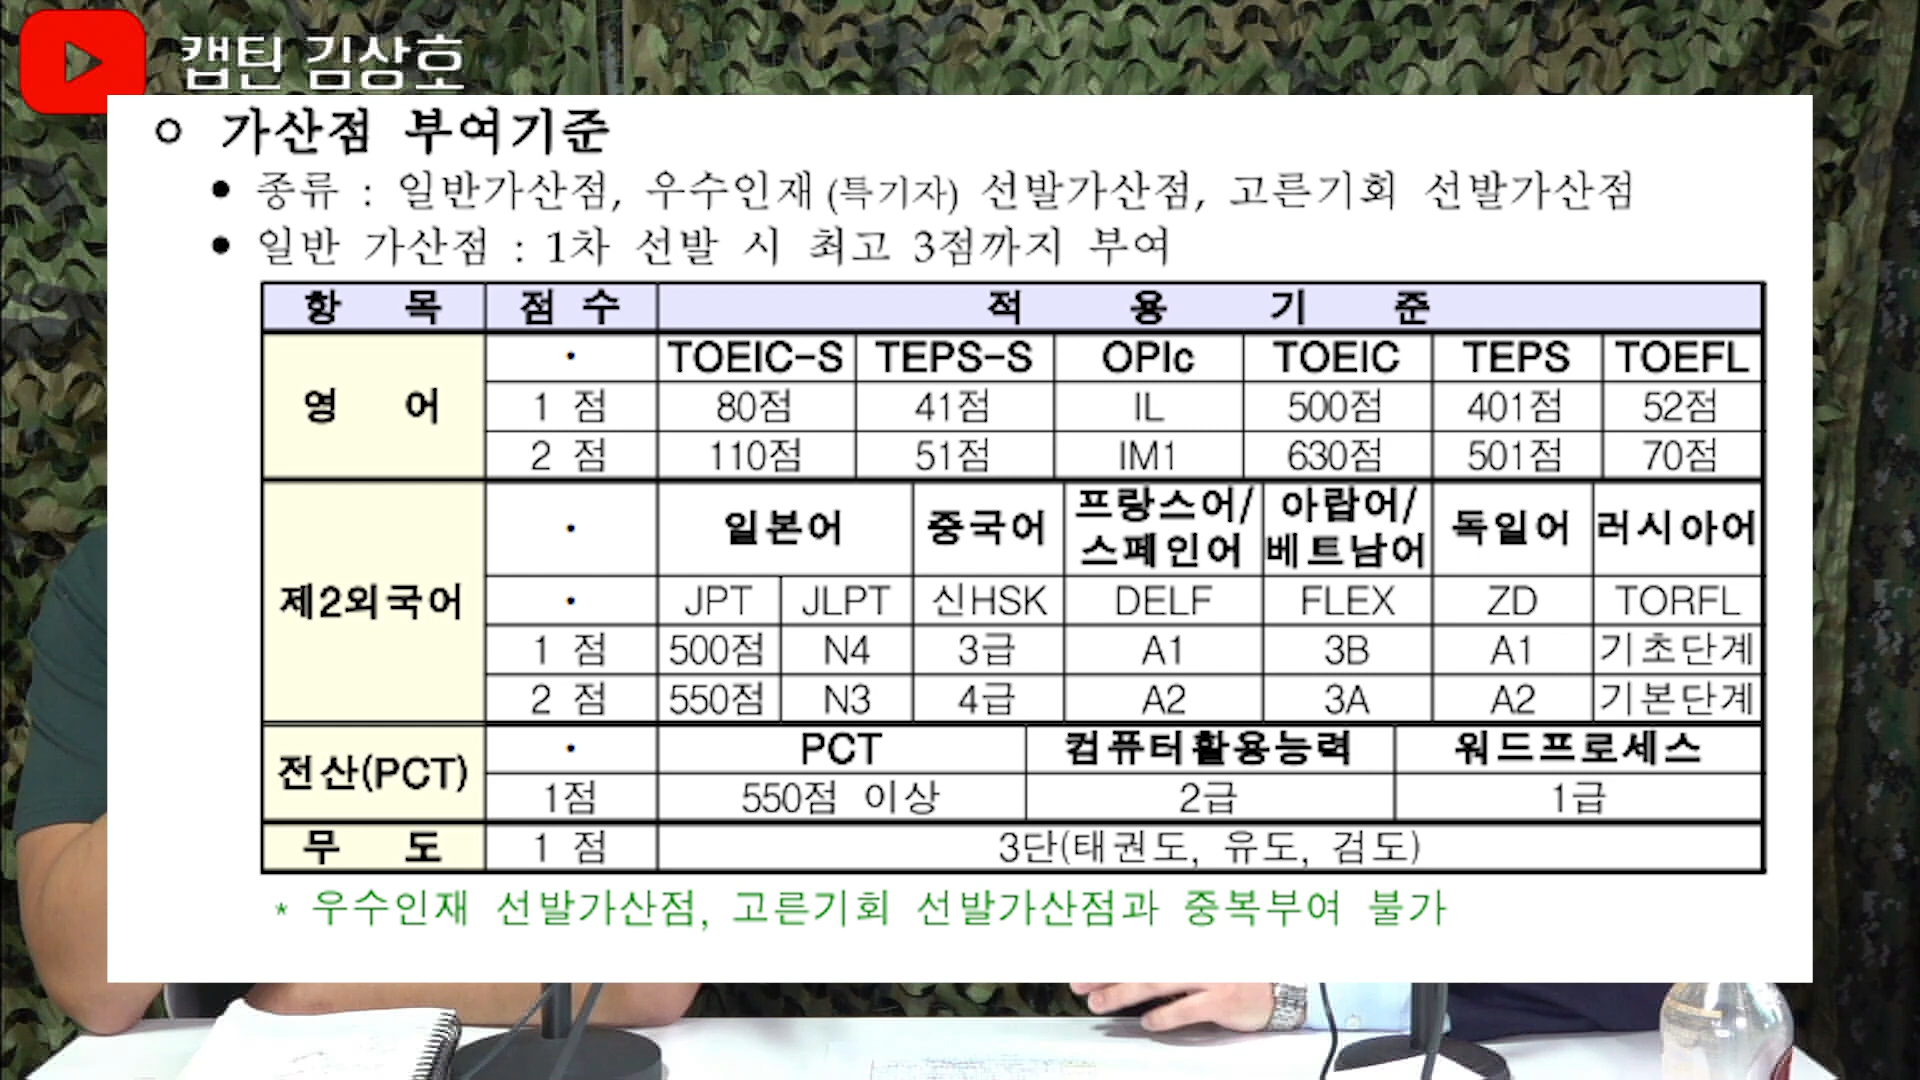 캡틴 김상호
○ 가산점 부여기준
● 종류 : 일반가산점, 우수인재(특기자) 선발가산점, 고른기회 선발가산점
● 일반 가산점 : 1차 선발 시 최고 3점까지 부여
항 목 점 수 적 용 기 준
영 어 · TOEIC-S TEPS-S OPIc TOEIC TEPS TOEFL
1 점 80점 41점 IL 500점 401점 52점
2 점 110점 51점 IM1 630점 501점 70점
제2외국어 · 일본어 중국어 프랑스어/스페인어 아랍어/베트남어 독일어 러시아어
· JPT JLPT 신HSK DELF FLEX ZD TORFL
1 점 500점 N4 3급 A1 3B A1 기초단계
2 점 550점 N3 4급 A2 3A A2 기본단계
전산(PCT) · PCT 컴퓨터활용능력 워드프로세스
1점 550점 이상 2급 1급
무 도 1 점 3단(태권도, 유도, 검도)
* 우수인재 선발가산점, 고른기회 선발가산점과 중복부여 불가